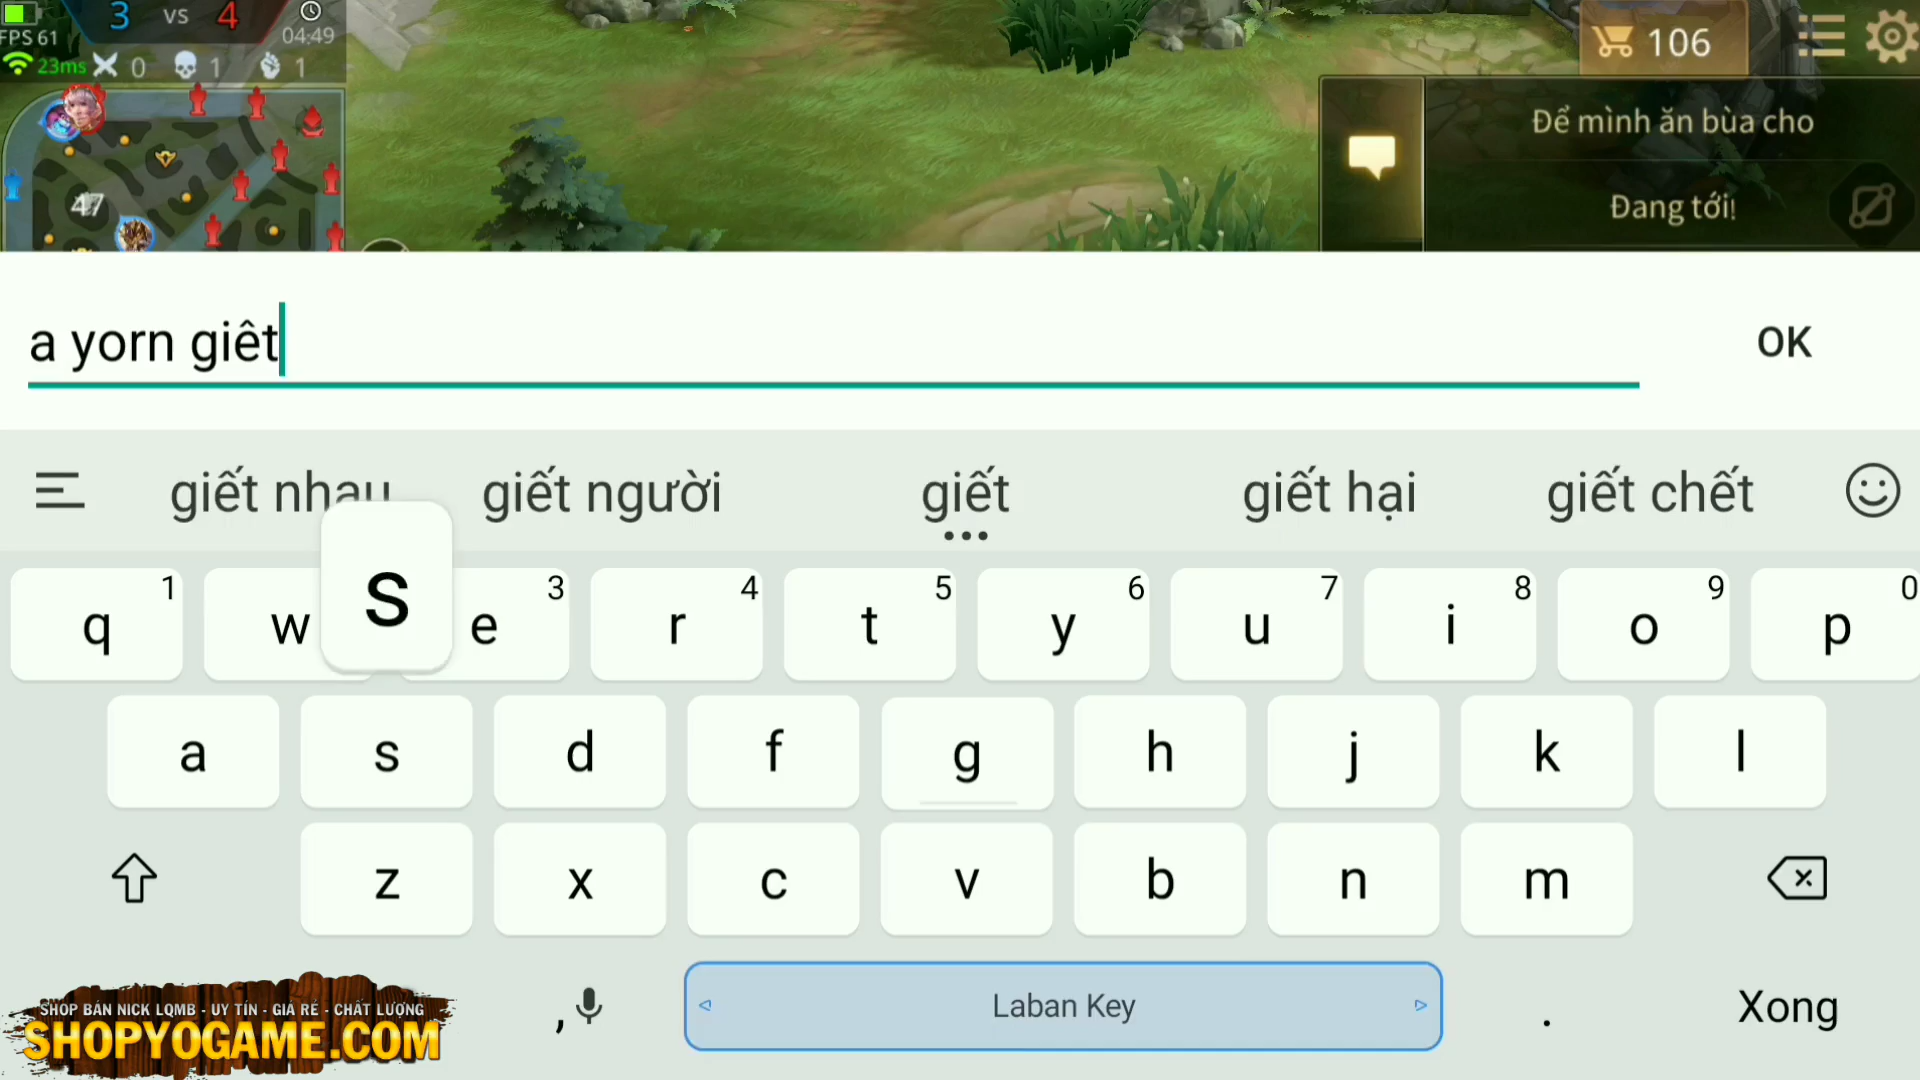 3 vs 4
FPS 61
04:49
23ms
0
1
1
106
Để mình ăn bùa cho
Đang tới!
47
a yorn giêt
OK
giết nhau
giết người
giết
giết hại
giết chết
s
q 1
w
e 3
r 4
t 5
y 6
u 7
i 8
o 9
p 0
a s d f g h j k l
z x c v b n m
,
Laban Key
.
Xong
SHOP BÁN NICK LQMB - UY TÍN - GIÁ RẺ - CHẤT LƯỢNG
SHOPYOGAME.COM